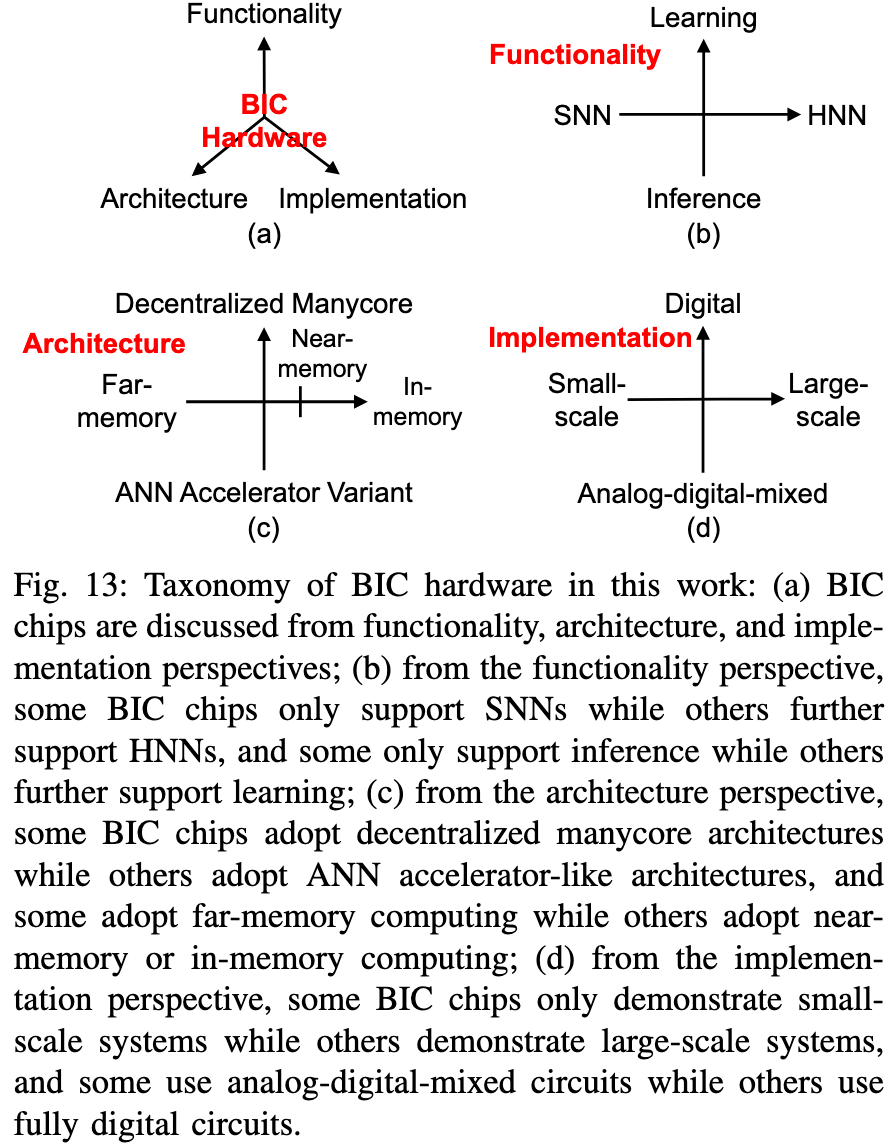 Functionality
BIC
Hardware
Architecture
Implementation
(a)
Learning
Functionality
SNN
HNN
Inference
(b)
Decentralized Manycore
Architecture
Near-
memory
Far-
memory
In-
memory
ANN Accelerator Variant
(c)
Digital
Implementation
Small-
scale
Large-
scale
Analog-digital-mixed
(d)
Fig. 13: Taxonomy of BIC hardware in this work: (a) BIC
chips are discussed from functionality, architecture, and imple-
mentation perspectives; (b) from the functionality perspective,
some BIC chips only support SNNs while others further
support HNNs, and some only support inference while others
further support learning; (c) from the architecture perspective,
some BIC chips adopt decentralized manycore architectures
while others adopt ANN accelerator-like architectures, and
some adopt far-memory computing while others adopt near-
memory or in-memory computing; (d) from the implemen-
tation perspective, some BIC chips only demonstrate small-
scale systems while others demonstrate large-scale systems,
and some use analog-digital-mixed circuits while others use
fully digital circuits.